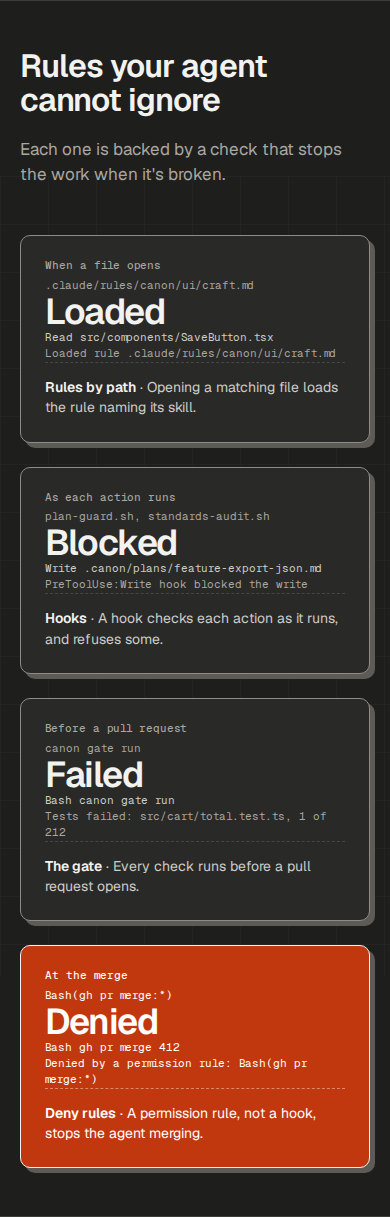 Rules your agent
cannot ignore
Each one is backed by a check that stops
the work when it's broken.
When a file opens
.claude/rules/canon/ui/craft.md
Loaded
Read src/components/SaveButton.tsx
Loaded rule .claude/rules/canon/ui/craft.md
Rules by path · Opening a matching file loads
the rule naming its skill.
As each action runs
plan-guard.sh, standards-audit.sh
Blocked
Write .canon/plans/feature-export-json.md
PreToolUse:Write hook blocked the write
Hooks · A hook checks each action as it runs,
and refuses some.
Before a pull request
canon gate run
Failed
Bash canon gate run
Tests failed: src/cart/total.test.ts, 1 of
212
The gate · Every check runs before a pull
request opens.
At the merge
Bash(gh pr merge:*)
Denied
Bash gh pr merge 412
Denied by a permission rule: Bash(gh pr
merge:*)
Deny rules · A permission rule, not a hook,
stops the agent merging.